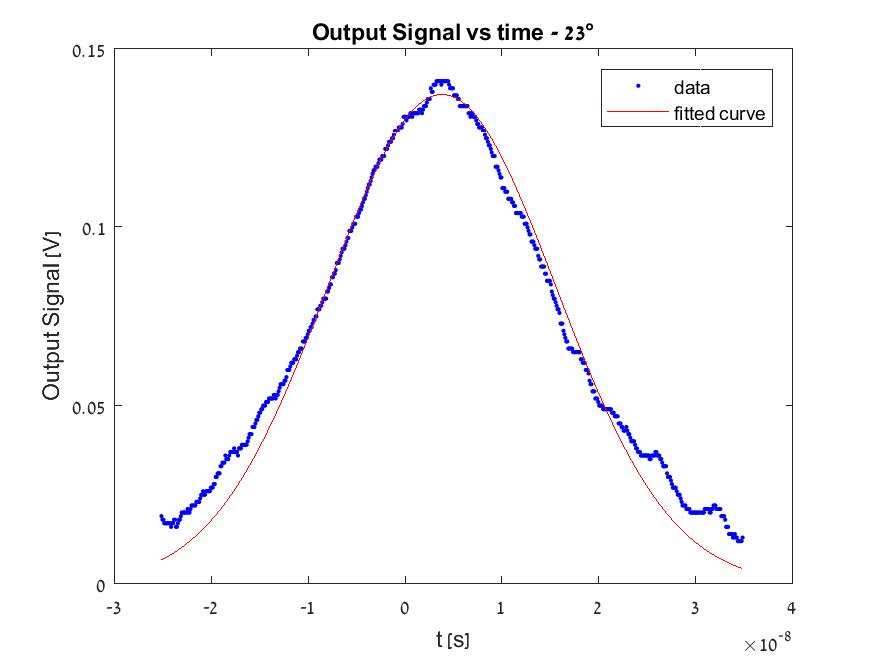 Output Signal vs time - 23°
data
fitted curve
Output Signal [V]
0.15
0.1
0.05
0
-3 -2 -1 0 1 2 3 4
t [s]
×10⁻⁸